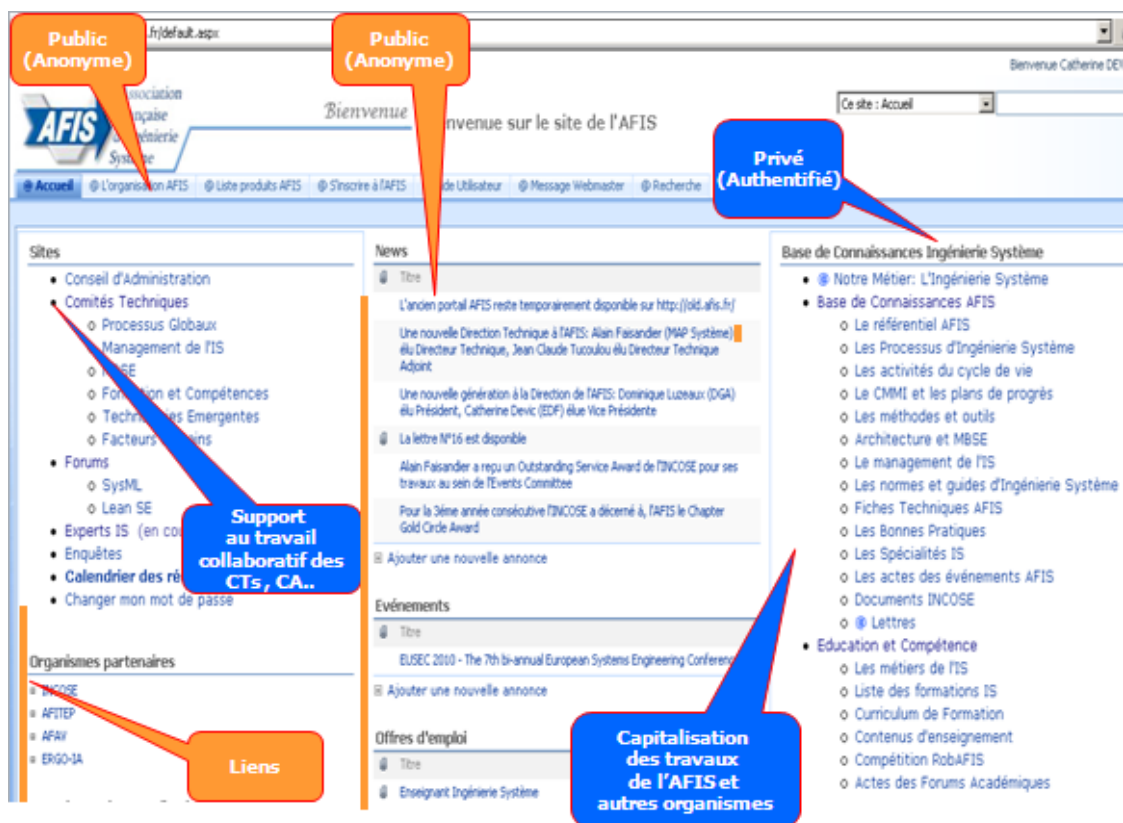 Public
(Anonyme)
.fr/default.aspx
Public
(Anonyme)
Bienvenue Catherine DEV
AFIS
Système
Bienvenue
sur le site de l'AFIS
Ce site : Accueil
Privé
(Authentifié)
Accueil
L'organisation AFIS
Liste produits AFIS
S'inscrire à l'AFIS
Utilisateur
Message Webmaster
Recherche
Sites
Conseil d'Administration
Comités Techniques
Processus Globaux
Management de l'IS
Formation et Compétences
Technologies Emergentes
Facteurs
Forums
SysML
Lean SE
Experts IS (en cou
Enquêtes
Calendrier des ré
Changer mon mot de passe
Support
au travail
collaboratif des
CTs , CA..
Organismes partenaires
INCOSE
AFITEP
AFAV
ERGO-IA
Liens
News
Titre
L'ancien portail AFIS reste temporairement disponible sur http://old.afis.fr/
Une nouvelle Direction Technique à l'AFIS: Alain Faisander (MAP Système)
élu Directeur Technique, Jean Claude Tucoulou élu Directeur Technique
Adjoint
Une nouvelle génération à la Direction de l'AFIS: Dominique Luzeaux (DGA)
élu Président, Catherine Devic (EDF) élue Vice Présidente
La lettre N°16 est disponible
Alain Faisander a reçu un Outstanding Service Award de l'INCOSE pour ses
travaux au sein de l'Events Committee
Pour la 3éme année consécutive l'INCOSE a décerné à, l'AFIS le Chapter
Gold Circle Award
Ajouter une nouvelle annonce
Evénements
Titre
EUSEC 2010 - The 7th bi-annual European Systems Engineering Conference
Ajouter une nouvelle annonce
Offres d'emploi
Titre
Enseignant Ingénierie Système
Capitalisation
des travaux
de l'AFIS et
autres organismes
Base de Connaissances Ingénierie Système
Notre Métier: L'Ingénierie Système
Base de Connaissances AFIS
Le référentiel AFIS
Les Processus d'Ingénierie Système
Les activités du cycle de vie
Le CMMI et les plans de progrès
Les méthodes et outils
Architecture et MBSE
Le management de l'IS
Les normes et guides d'Ingénierie Système
Fiches Techniques AFIS
Les Bonnes Pratiques
Les Spécialités IS
Les actes des événements AFIS
Documents INCOSE
Lettres
Education et Compétence
Les métiers de l'IS
Liste des formations IS
Curriculum de Formation
Contenus d'enseignement
Compétition RobAFIS
Actes des Forums Académiques